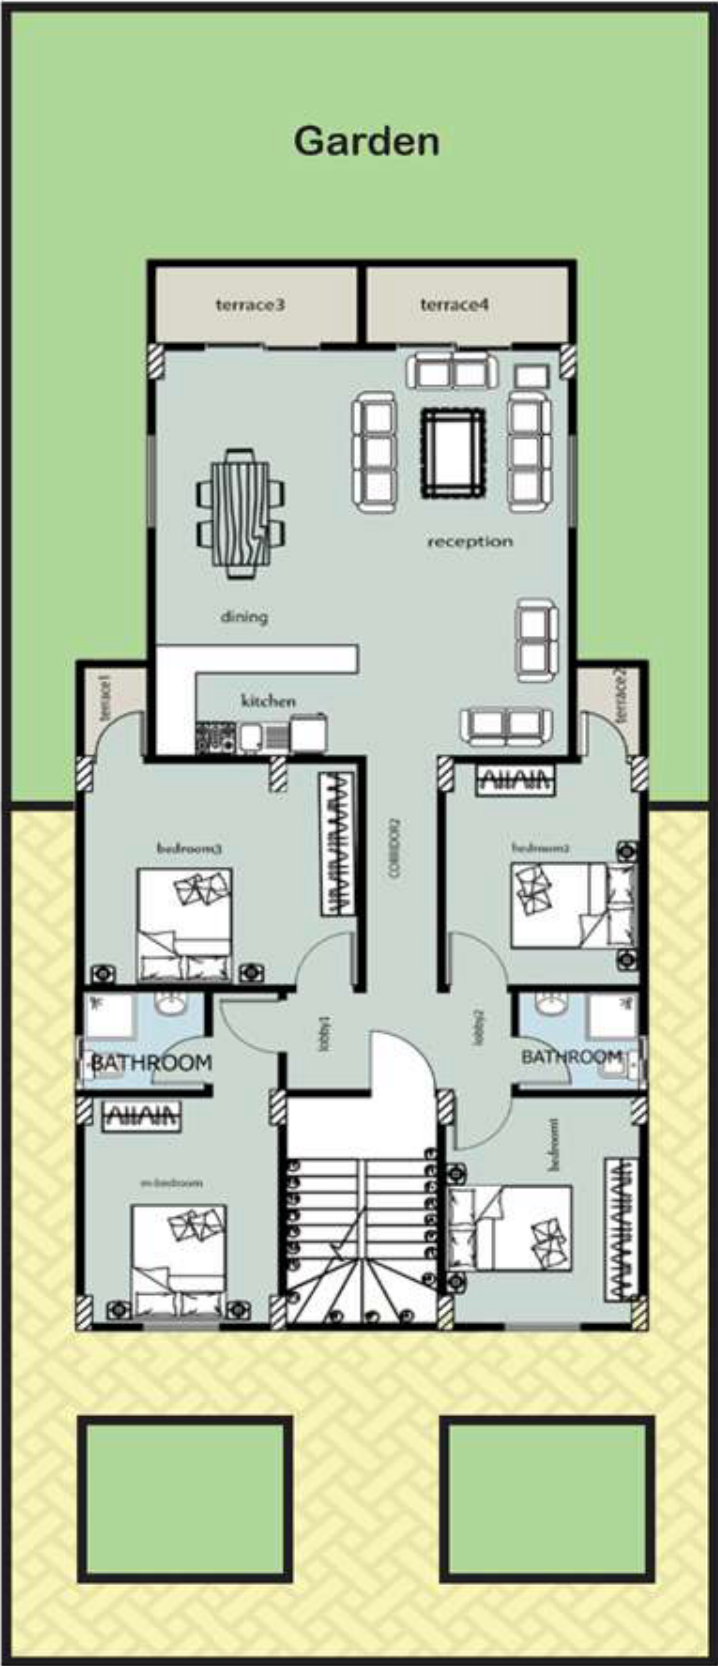 Garden
terrace3
terrace4
reception
dining
terrace1
terrace2
kitchen
CORRIDOR2
bedroom3
bedroom2
lobby1
lobby2
BATHROOM
BATHROOM
bedroom1
m-bedroom